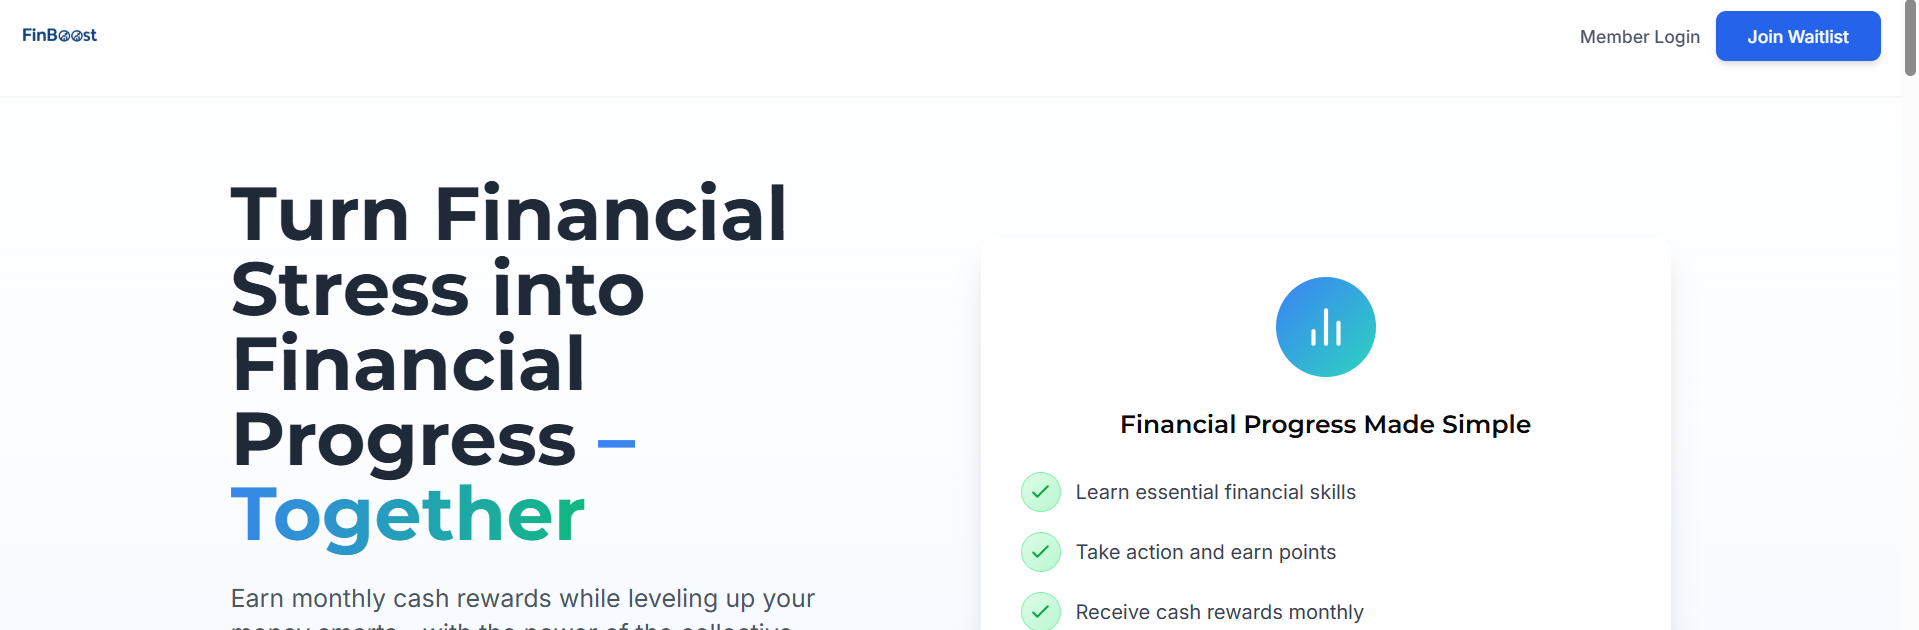 FinBoost
Member Login
Join Waitlist
Turn Financial
Stress into
Financial
Progress –
Together
Earn monthly cash rewards while leveling up your
Financial Progress Made Simple
Learn essential financial skills
Take action and earn points
Receive cash rewards monthly